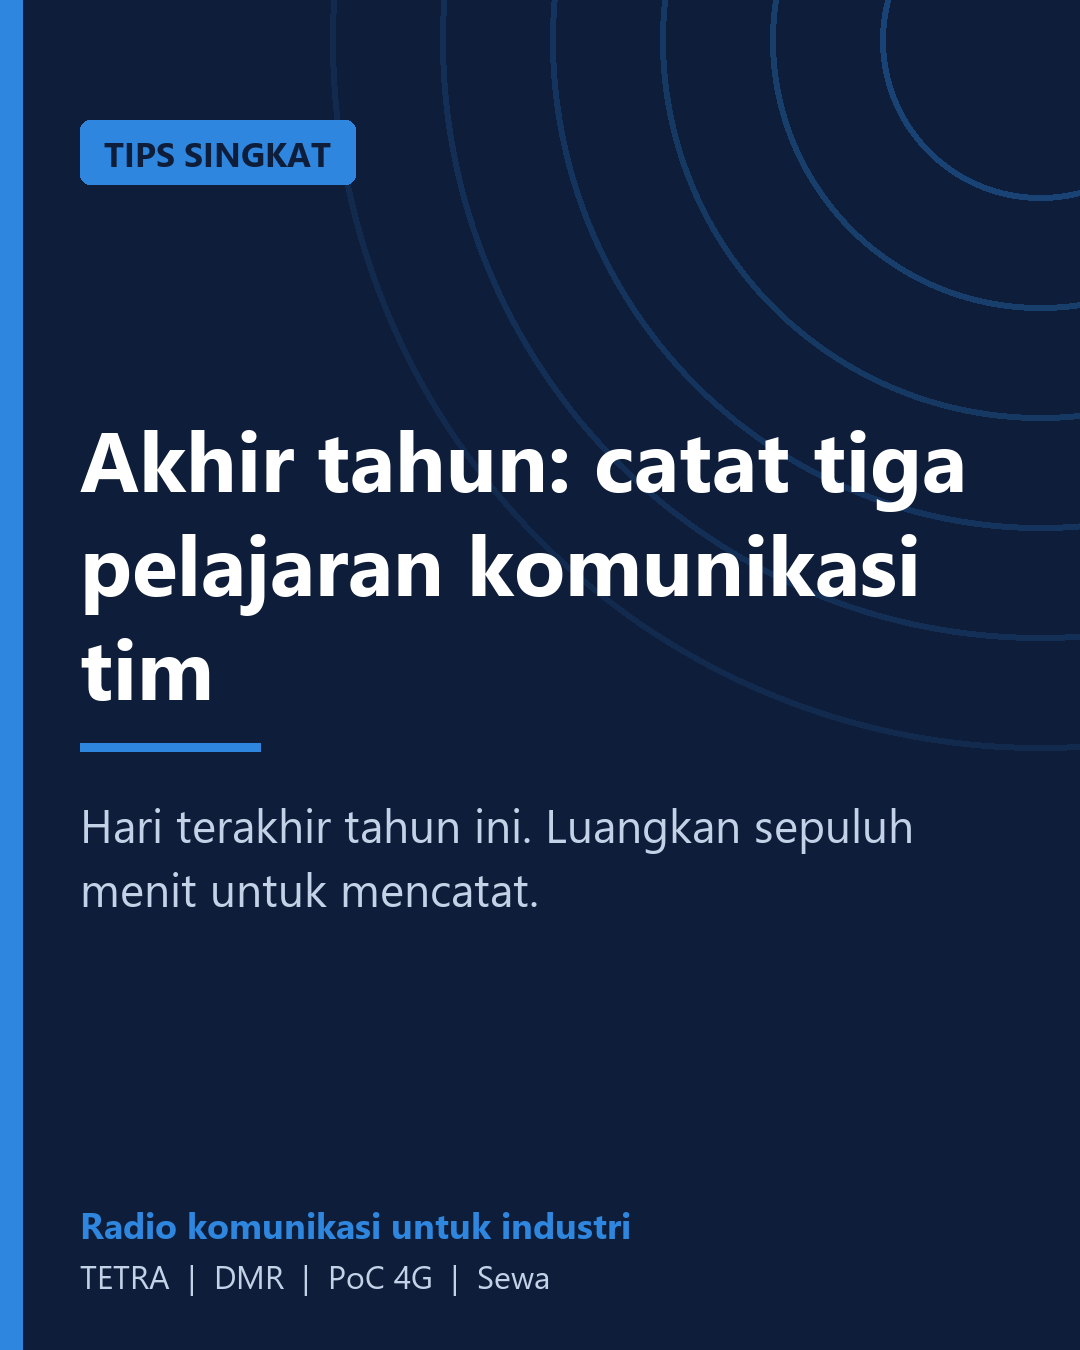 TIPS SINGKAT
Akhir tahun: catat tiga
pelajaran komunikasi
tim
Hari terakhir tahun ini. Luangkan sepuluh
menit untuk mencatat.
Radio komunikasi untuk industri
TETRA | DMR | PoC 4G | Sewa